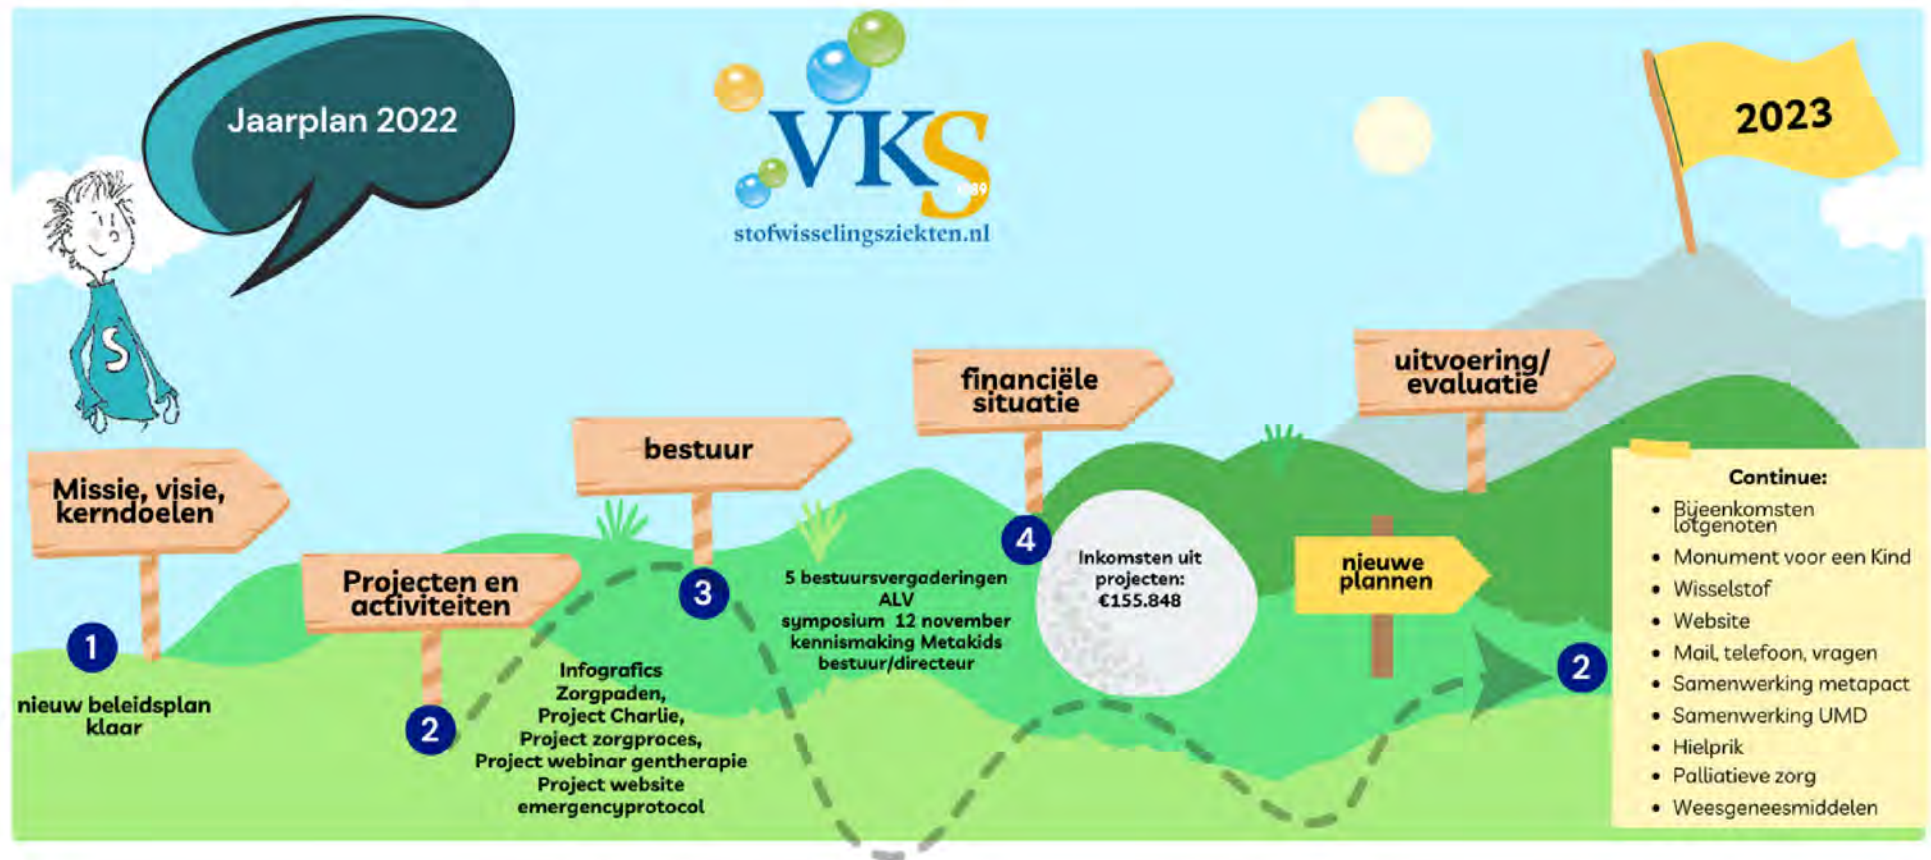 Jaarplan 2022
VKS
stofwisselingsziekten.nl
2023
S
Missie, visie,
kerndoelen
1
nieuw beleidsplan
klaar
Projecten en
activiteiten
2
Infografics
Zorgpaden,
Project Charlie,
Project zorgproces,
Project webinar gentherapie
Project website
emergencyprotocol
bestuur
3
5 bestuursvergaderingen
ALV
symposium 12 november
kennismaking Metakids
bestuur/directeur
financiële
situatie
4
Inkomsten uit
projecten:
€155.848
uitvoering/
evaluatie
nieuwe
plannen
2
Continue:
• Bijeenkomsten
lotgenoten
• Monument voor een Kind
• Wisselstof
• Website
• Mail, telefoon, vragen
• Samenwerking metapact
• Samenwerking UMD
• Hielprik
• Palliatieve zorg
• Weesgeneesmiddelen